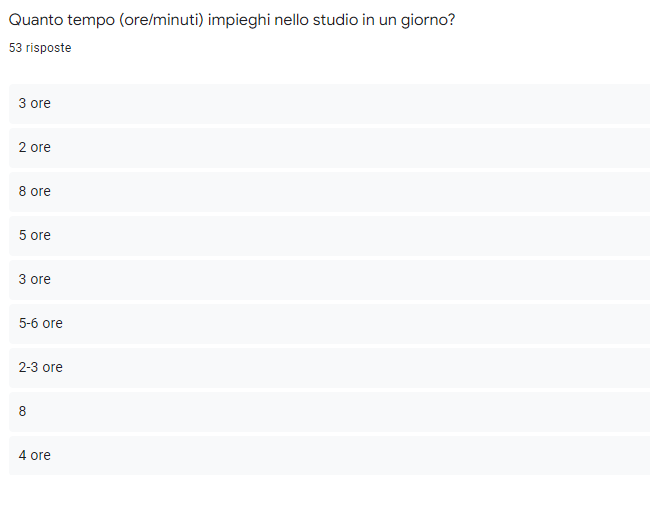 Quanto tempo (ore/minuti) impieghi nello studio in un giorno?
53 risposte
3 ore
2 ore
8 ore
5 ore
3 ore
5-6 ore
2-3 ore
8
4 ore